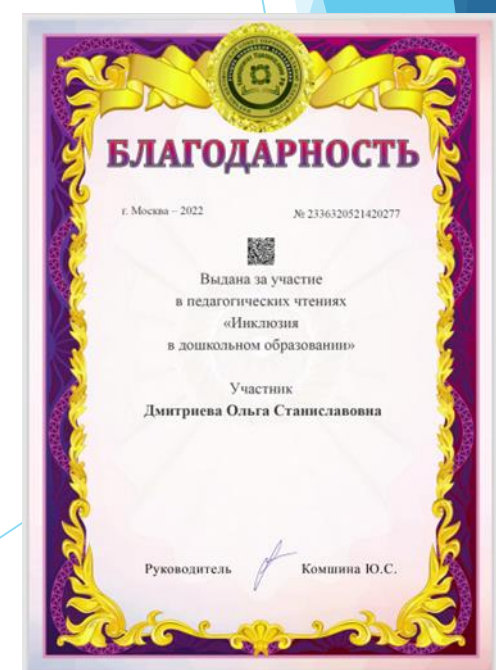 БЛАГОДАРНОСТЬ
г. Москва – 2022
№ 2336320521420277
Выдана за участие
в педагогических чтениях
«Инклюзия
в дошкольном образовании»
Участник
Дмитриева Ольга Станиславовна
Руководитель Комшина Ю.С.